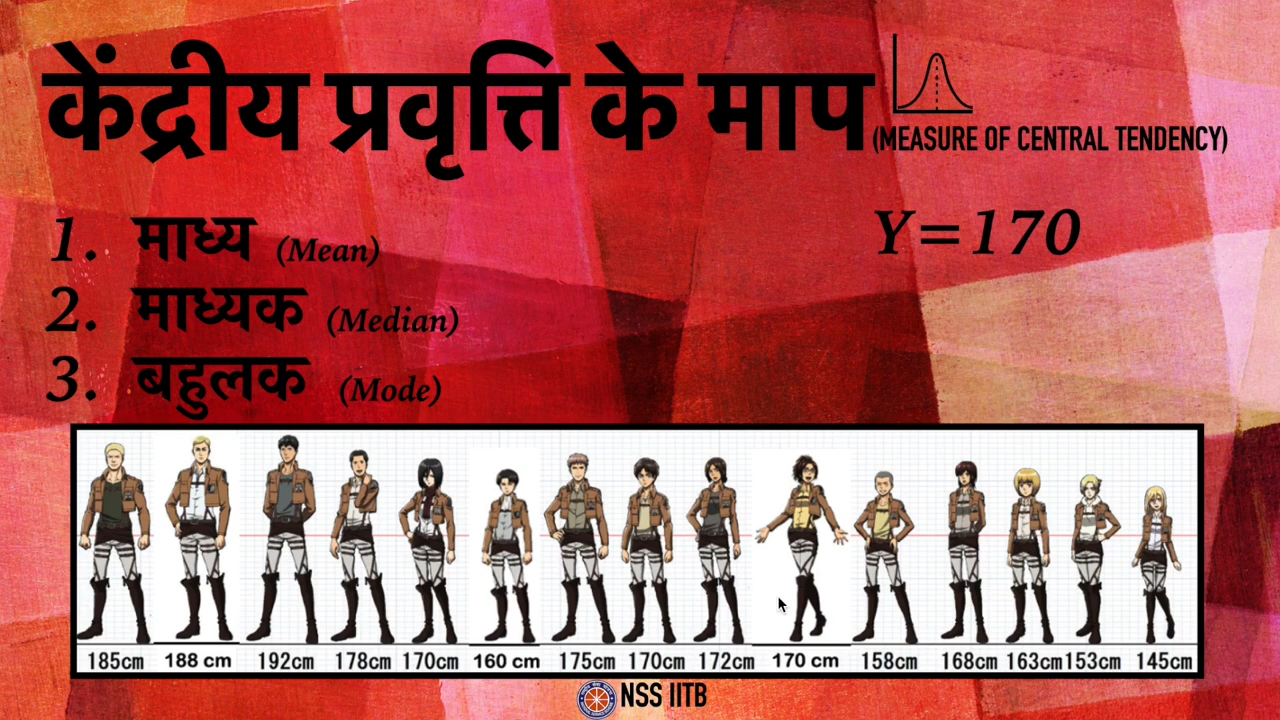 केंद्रीय प्रवृत्ति के माप (MEASURE OF CENTRAL TENDENCY)
1. माध्य (Mean)
Y=170
2. माध्यक (Median)
3. बहुलक (Mode)
185cm 188 cm 192cm 178cm 170cm 160 cm 175cm 170cm 172cm 170 cm 158cm 168cm 163cm 153cm 145cm
NSS IITB